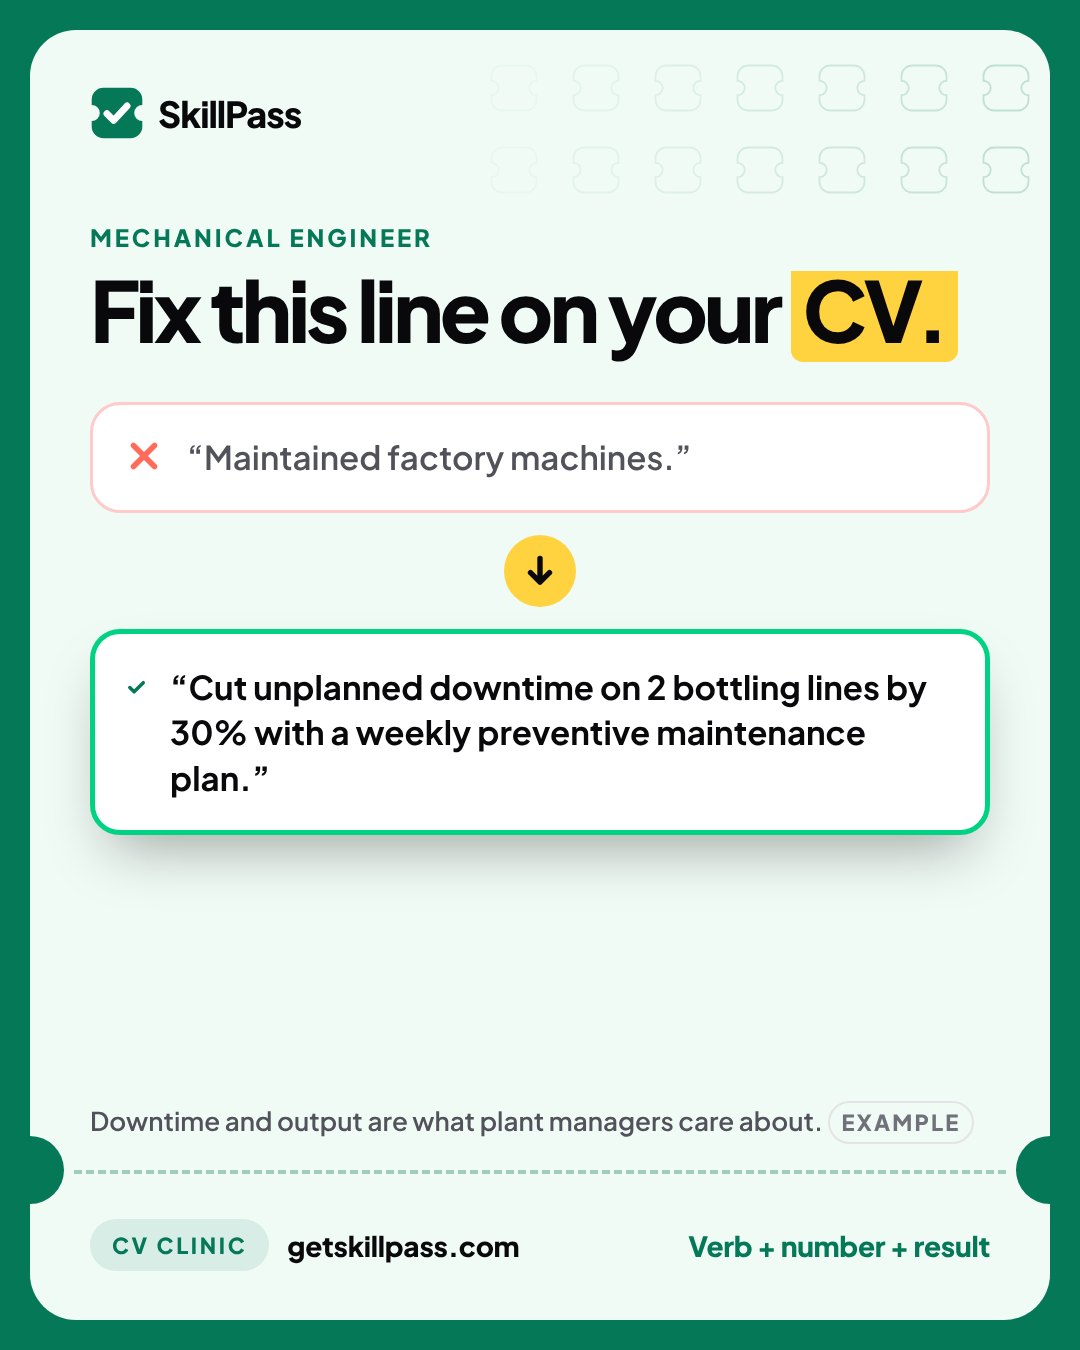 SkillPass
MECHANICAL ENGINEER
Fix this line on your CV.
“Maintained factory machines.”
“Cut unplanned downtime on 2 bottling lines by
30% with a weekly preventive maintenance
plan.”
Downtime and output are what plant managers care about. EXAMPLE
CV CLINIC getskillpass.com Verb + number + result